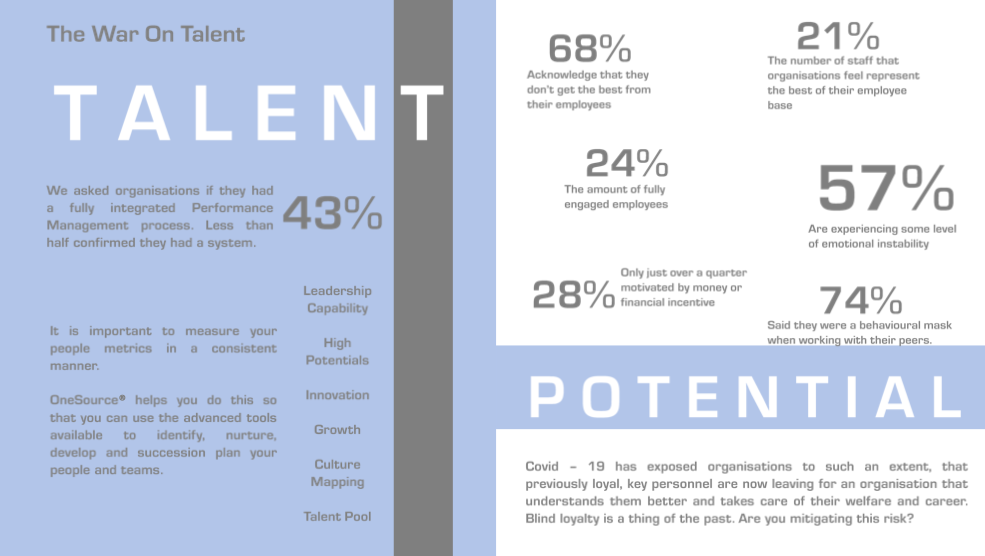 The War On Talent
TALENT
We asked organisations if they had
a fully integrated Performance
Management process. Less than
half confirmed they had a system.
43%
It is important to measure your
people metrics in a consistent
manner.
OneSource® helps you do this so
that you can use the advanced tools
available to identify, nurture,
develop and succession plan your
people and teams.
Leadership
Capability
High
Potentials
Innovation
Growth
Culture
Mapping
Talent Pool
68%
Acknowledge that they
don't get the best from
their employees
21%
The number of staff that
organisations feel represent
the best of their employee
base
24%
The amount of fully
engaged employees
57%
Are experiencing some level
of emotional instability
28%
Only just over a quarter
motivated by money or
financial incentive
74%
Said they were a behavioural mask
when working with their peers.
POTENTIAL
Covid – 19 has exposed organisations to such an extent, that
previously loyal, key personnel are now leaving for an organisation that
understands them better and takes care of their welfare and career.
Blind loyalty is a thing of the past. Are you mitigating this risk?